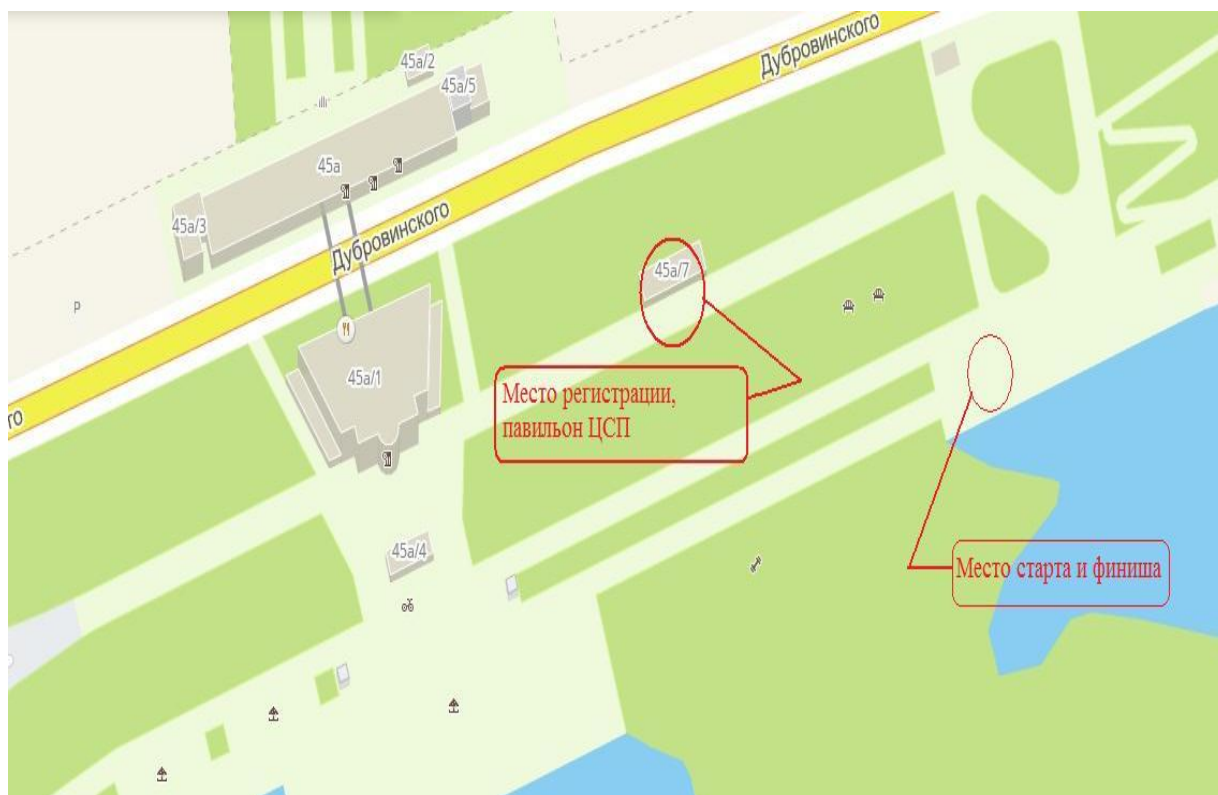 Дубровинского
45а/2
45а/5
45а
45а/3
Дубровинского
45а/7
P
45а/1
го
Место регистрации,
павильон ЦСП
45а/4
Место старта и финиша